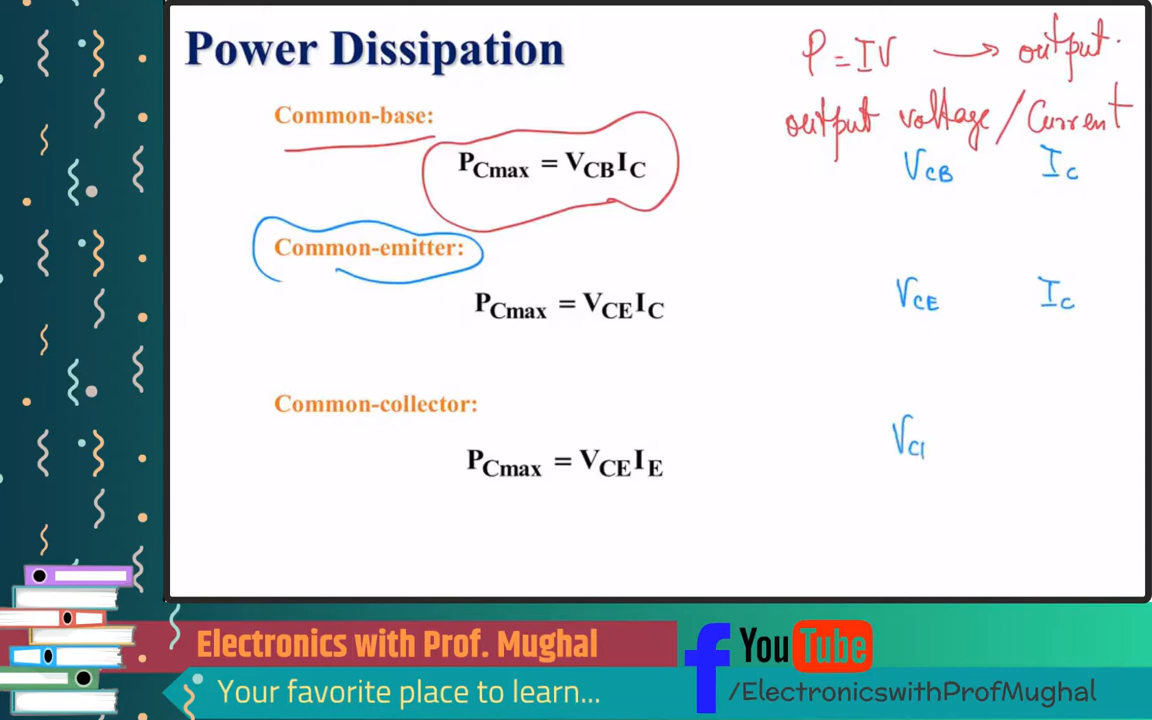 Power Dissipation
P = IV → output.
Common-base:
output voltage / Current
PCmax = VCBIC
VCB IC
Common-emitter:
PCmax = VCEIC
VCE IC
Common-collector:
VCI
PCmax = VCEIE
Electronics with Prof. Mughal
YouTube
Your favorite place to learn...
f /ElectronicswithProfMughal